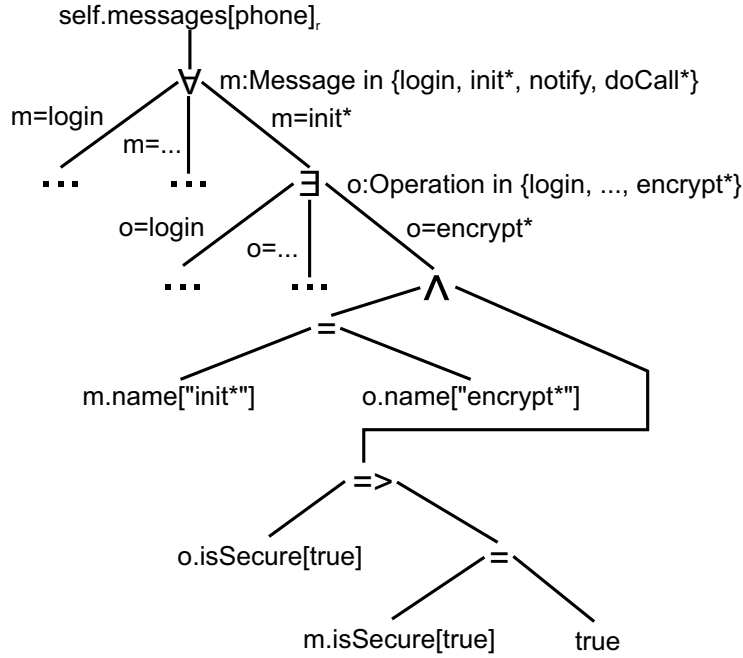 self.messages[phone]r
∀ m:Message in {login, init*, notify, doCall*}
m=login
m=...
m=init*
... ... ∃ o:Operation in {login, ..., encrypt*}
o=login
o=...
o=encrypt*
... ... ∧
=
m.name["init*"] o.name["encrypt*"]
=>
o.isSecure[true] =
m.isSecure[true] true